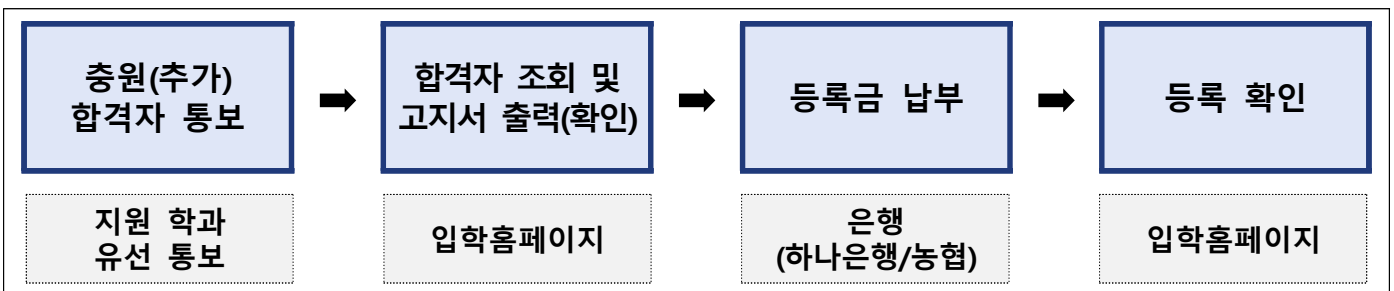 충원(추가)
합격자 통보
합격자 조회 및
고지서 출력(확인)
등록금 납부
등록 확인
지원 학과
유선 통보
입학홈페이지
은행
(하나은행/농협)
입학홈페이지